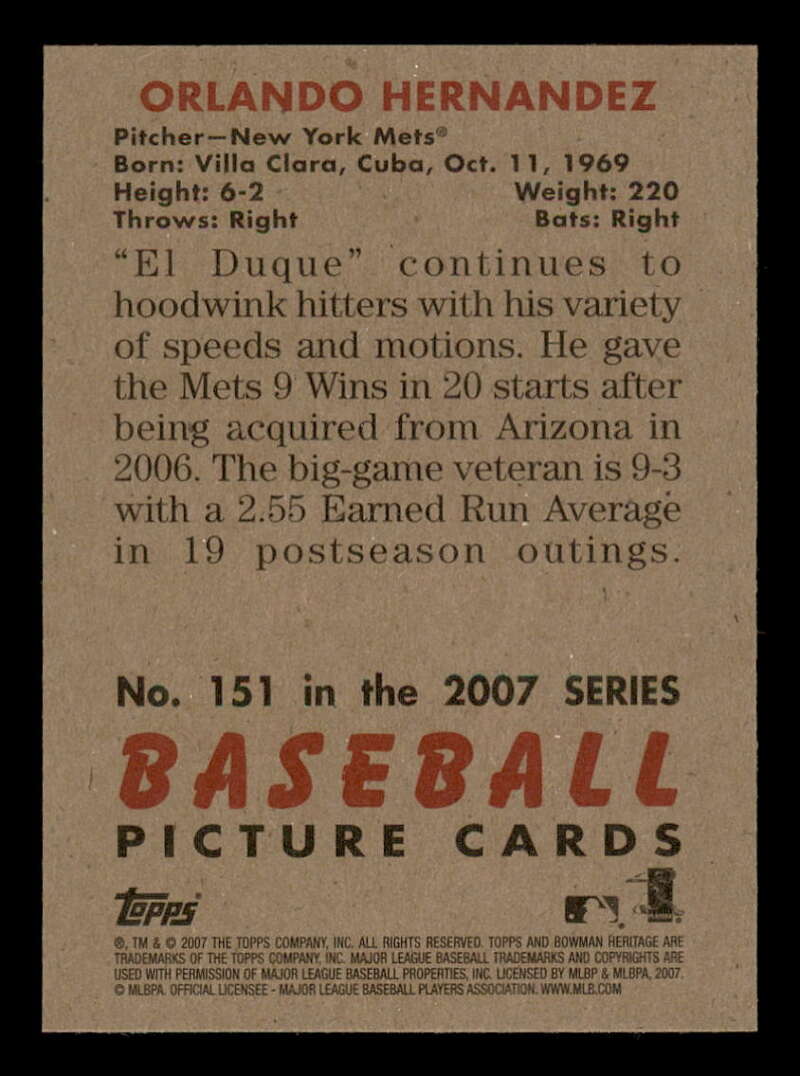 ORLANDO HERNANDEZ
Pitcher—New York Mets®
Born: Villa Clara, Cuba, Oct. 11, 1969
Height: 6-2 Weight: 220
Throws: Right Bats: Right
“El Duque” continues to
hoodwink hitters with his variety
of speeds and motions. He gave
the Mets 9 Wins in 20 starts after
being acquired from Arizona in
2006. The big-game veteran is 9-3
with a 2.55 Earned Run Average
in 19 postseason outings.
No. 151 in the 2007 SERIES
BASEBALL
PICTURE CARDS
Topps
®, TM & © 2007 THE TOPPS COMPANY, INC. ALL RIGHTS RESERVED. TOPPS AND BOWMAN HERITAGE ARE
TRADEMARKS OF THE TOPPS COMPANY, INC. MAJOR LEAGUE BASEBALL TRADEMARKS AND COPYRIGHTS ARE
USED WITH PERMISSION OF MAJOR LEAGUE BASEBALL PROPERTIES, INC. LICENSED BY MLBP & MLBPA, 2007.
© MLBPA. OFFICIAL LICENSEE - MAJOR LEAGUE BASEBALL PLAYERS ASSOCIATION. WWW.MLB.COM